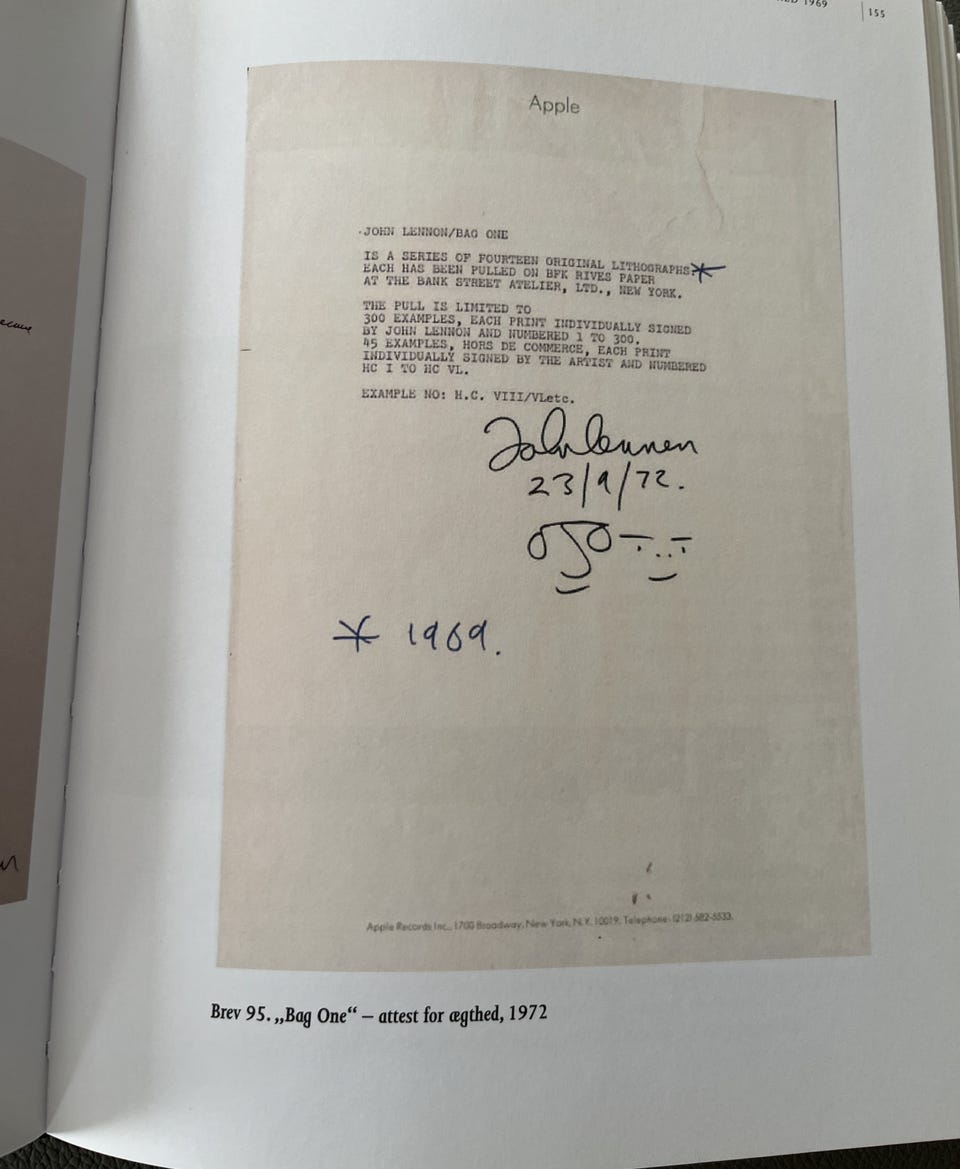 1969
155
Apple
JOHN LENNON/BAG ONE
IS A SERIES OF FOURTEEN ORIGINAL LITHOGRAPHS*
EACH HAS BEEN PULLED ON BFK RIVES PAPER
AT THE BANK STREET ATELIER, LTD., NEW YORK.
THE PULL IS LIMITED TO
300 EXAMPLES, EACH PRINT INDIVIDUALLY SIGNED
BY JOHN LENNON AND NUMBERED 1 TO 300.
45 EXAMPLES, HORS DE COMMERCE, EACH PRINT
INDIVIDUALLY SIGNED BY THE ARTIST AND NUMBERED
HC I TO HC VL.
EXAMPLE NO: H.C. VIII/VLetc.
John Lennon
23/9/72.
* 1969.
Apple Records Inc., 1700 Broadway, New York, N.Y. 10019, Telephone: (212) 582-5533.
Brev 95. „Bag One“ – attest for ægthed, 1972